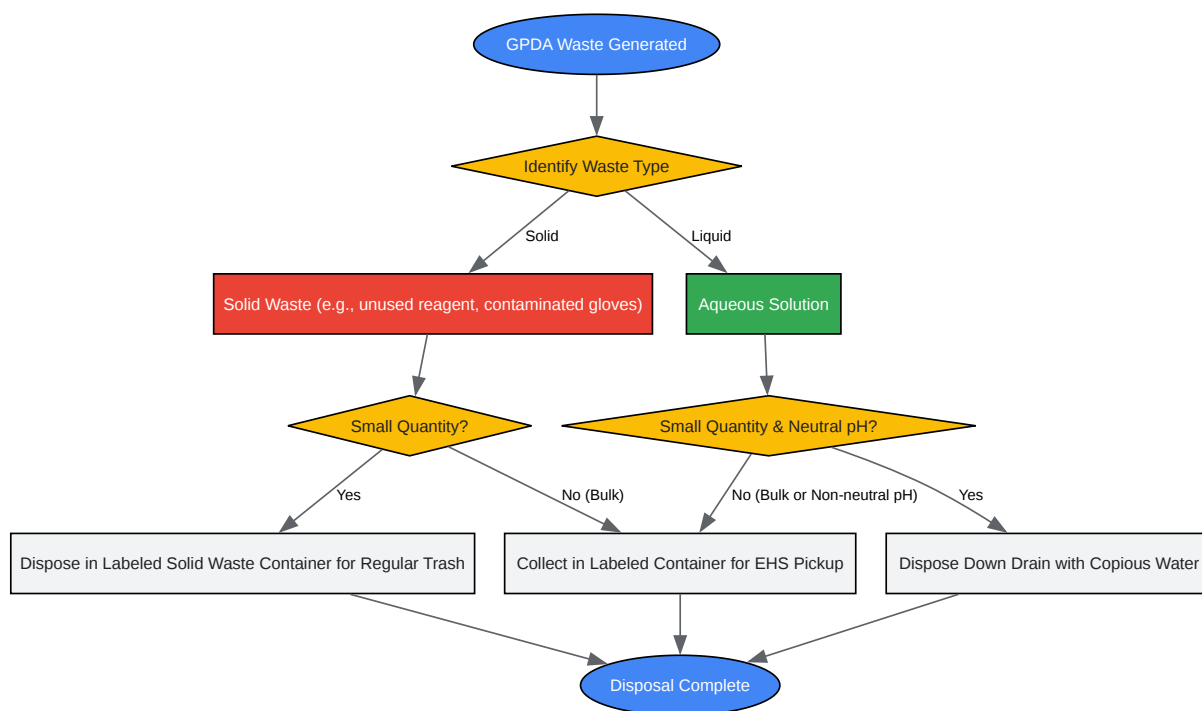 GPDA Waste Generated
Identify Waste Type
Solid
Liquid
Solid Waste (e.g., unused reagent, contaminated gloves)
Aqueous Solution
Small Quantity?
Small Quantity & Neutral pH?
Yes
No (Bulk)
No (Bulk or Non-neutral pH)
Yes
Dispose in Labeled Solid Waste Container for Regular Trash
Collect in Labeled Container for EHS Pickup
Dispose Down Drain with Copious Water
Disposal Complete